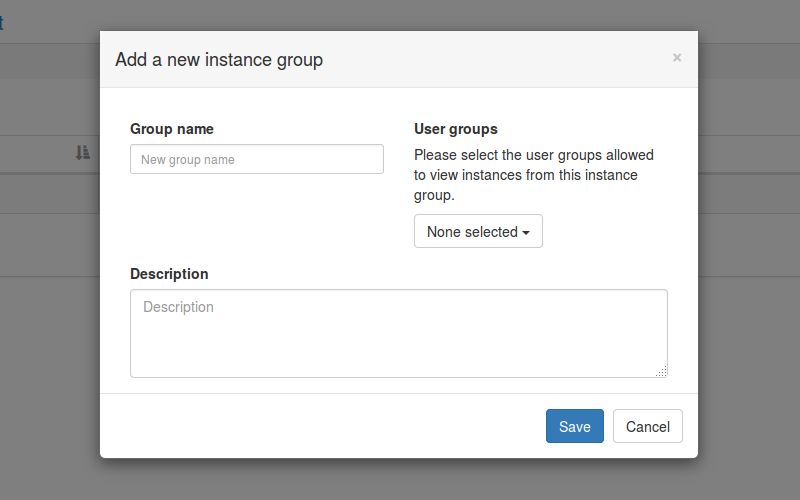 Add a new instance group
×
Group name
New group name
User groups
Please select the user groups allowed
to view instances from this instance
group.
None selected
Description
Description
Save
Cancel